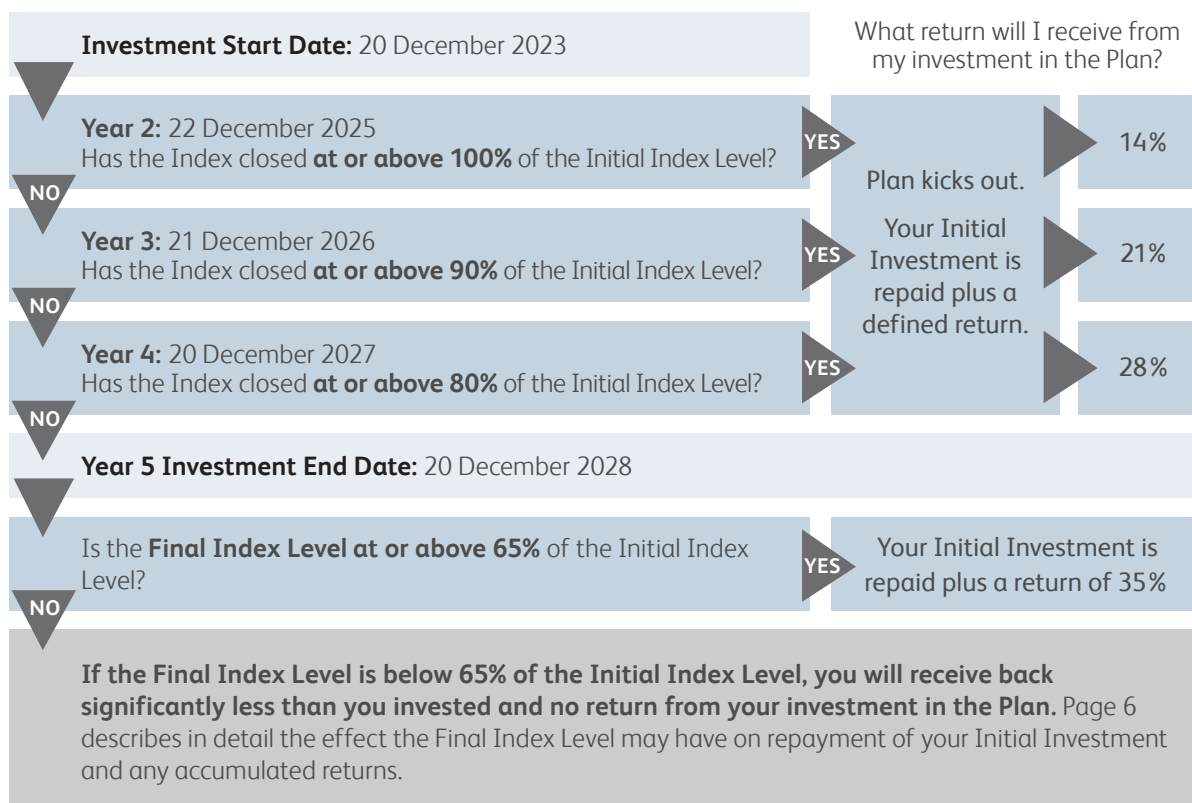 Investment Start Date: 20 December 2023
What return will I receive from
my investment in the Plan?
Year 2: 22 December 2025
Has the Index closed at or above 100% of the Initial Index Level?
YES
14%
NO
Plan kicks out.
Your Initial
Investment is
repaid plus a
defined return.
Year 3: 21 December 2026
Has the Index closed at or above 90% of the Initial Index Level?
YES
21%
NO
Year 4: 20 December 2027
Has the Index closed at or above 80% of the Initial Index Level?
YES
28%
NO
Year 5 Investment End Date: 20 December 2028
Is the Final Index Level at or above 65% of the Initial Index
Level?
YES
Your Initial Investment is
repaid plus a return of 35%
NO
If the Final Index Level is below 65% of the Initial Index Level, you will receive back
significantly less than you invested and no return from your investment in the Plan. Page 6
describes in detail the effect the Final Index Level may have on repayment of your Initial Investment
and any accumulated returns.